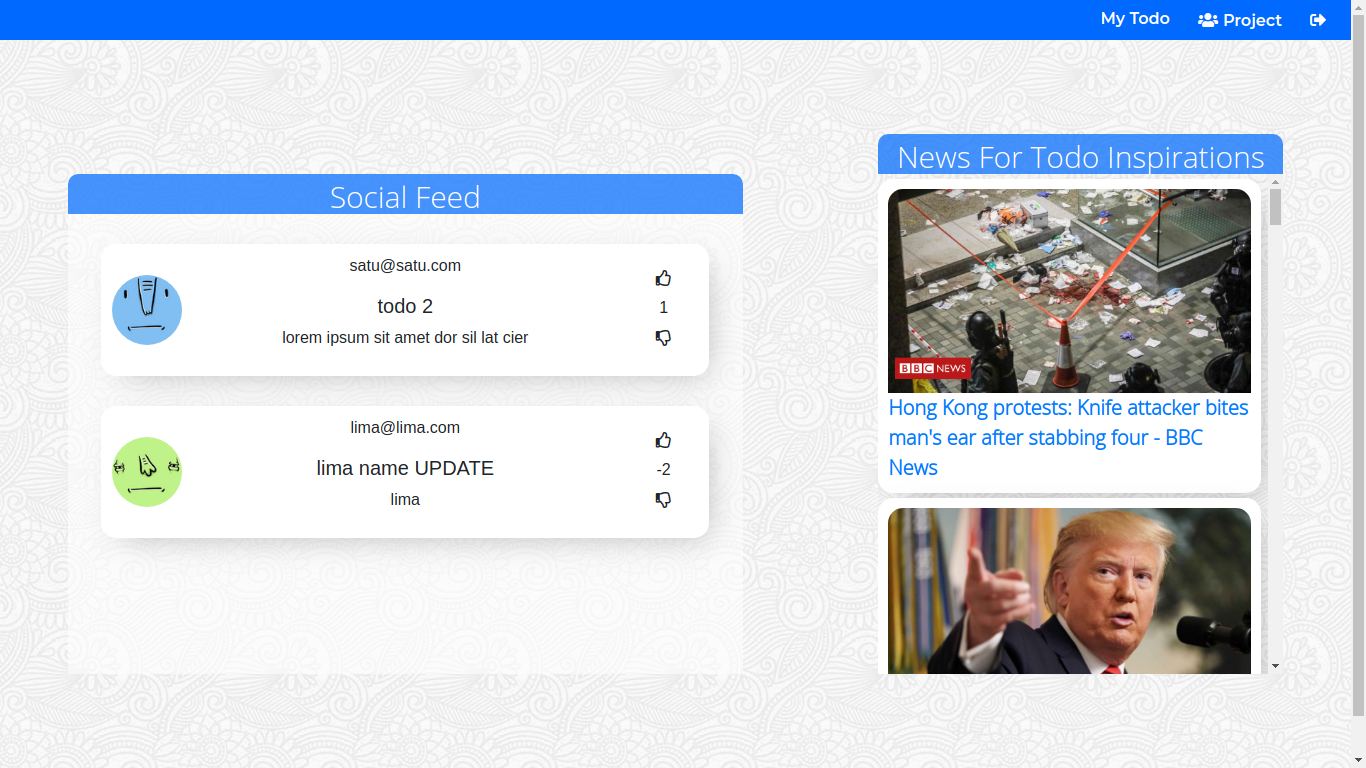 My Todo
Project
Social Feed
satu@satu.com
todo 2
lorem ipsum sit amet dor sil lat cier
1
lima@lima.com
lima name UPDATE
lima
-2
News For Todo Inspirations
BBC NEWS
Hong Kong protests: Knife attacker bites
man's ear after stabbing four - BBC
News